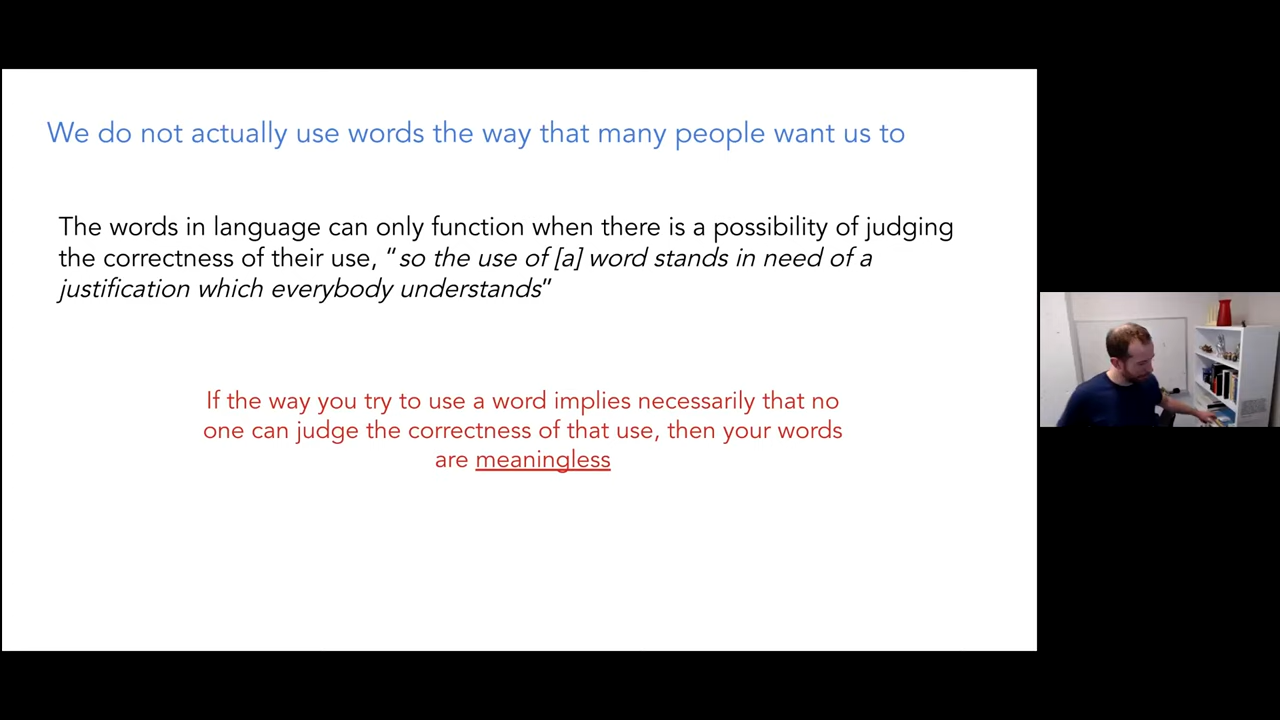 We do not actually use words the way that many people want us to
The words in language can only function when there is a possibility of judging
the correctness of their use, “so the use of [a] word stands in need of a
justification which everybody understands”
If the way you try to use a word implies necessarily that no
one can judge the correctness of that use, then your words
are meaningless